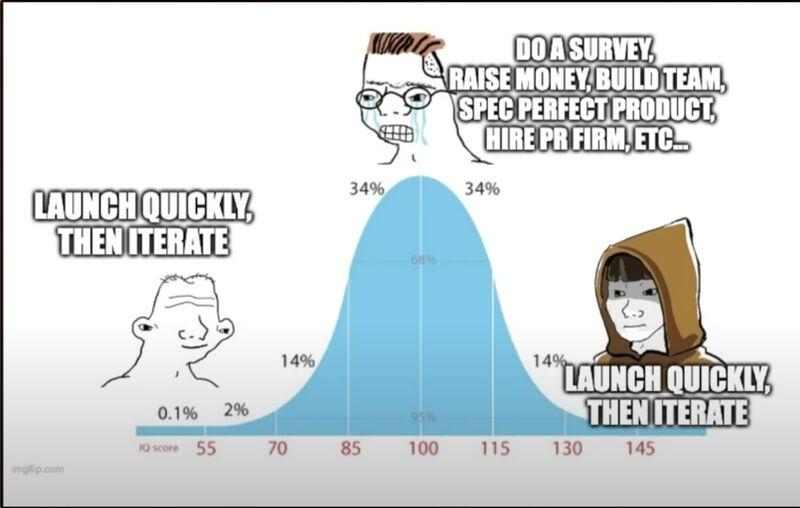 DO A SURVEY,
RAISE MONEY, BUILD TEAM,
SPEC PERFECT PRODUCT,
HIRE PR FIRM, ETC...
34%
34%
LAUNCH QUICKLY,
THEN ITERATE
68%
14%
14%
LAUNCH QUICKLY,
THEN ITERATE
0.1%
2%
95%
IQ score 55 70 85 100 115 130 145
imgflip.com